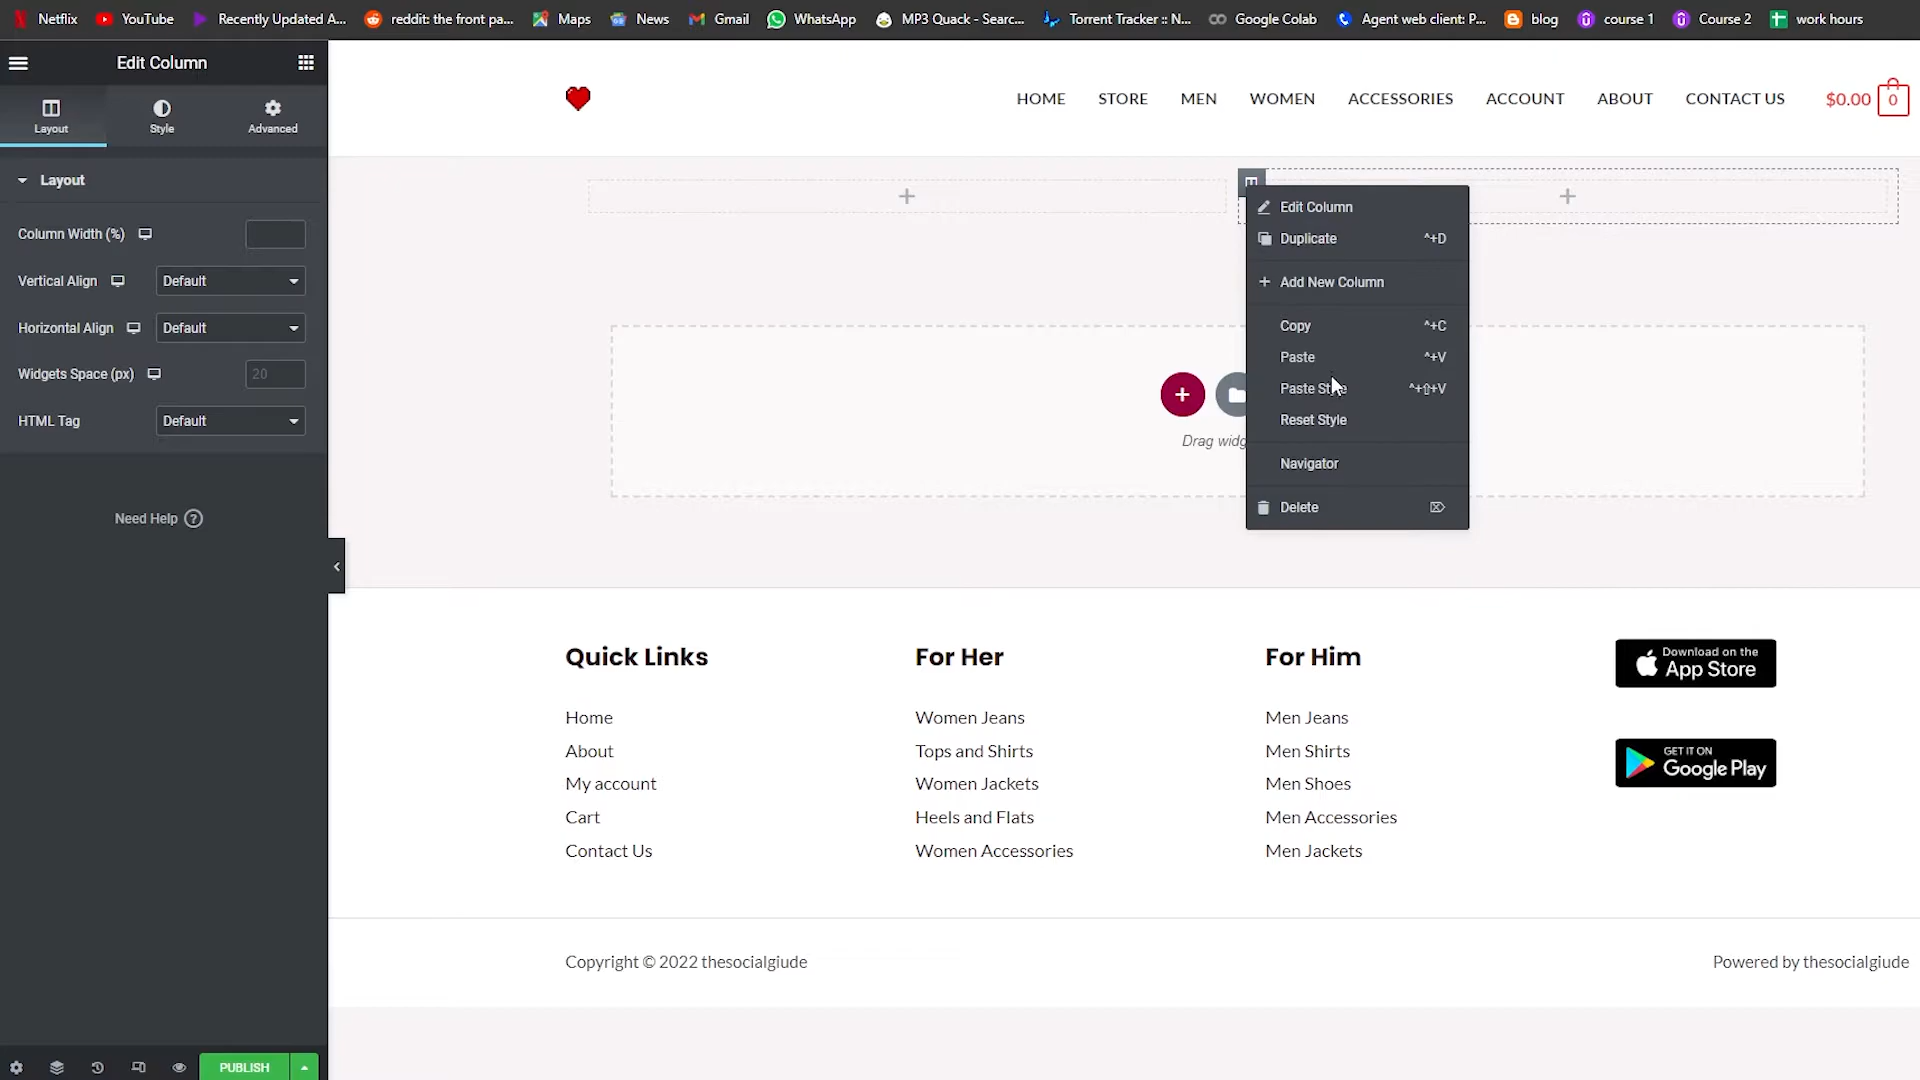 Netflix YouTube Recently Updated A... reddit: the front pa... Maps News Gmail WhatsApp MP3 Quack - Searc... Torrent Tracker :: N... Google Colab Agent web client: P... blog course 1 Course 2 work hours
Edit Column
Layout Style Advanced
Layout
Column Width (%)
Vertical Align Default
Horizontal Align Default
Widgets Space (px) 20
HTML Tag Default
Need Help ?
PUBLISH
HOME STORE MEN WOMEN ACCESSORIES ACCOUNT ABOUT CONTACT US $0.00 0
Edit Column
Duplicate ^+D
Add New Column
Copy ^+C
Paste ^+V
Paste Style ^+⇧+V
Reset Style
Navigator
Delete ⌦
Drag widg
Quick Links
Home
About
My account
Cart
Contact Us
For Her
Women Jeans
Tops and Shirts
Women Jackets
Heels and Flats
Women Accessories
For Him
Men Jeans
Men Shirts
Men Shoes
Men Accessories
Men Jackets
Download on the
App Store
GET IT ON
Google Play
Copyright © 2022 thesocialgiude
Powered by thesocialgiude